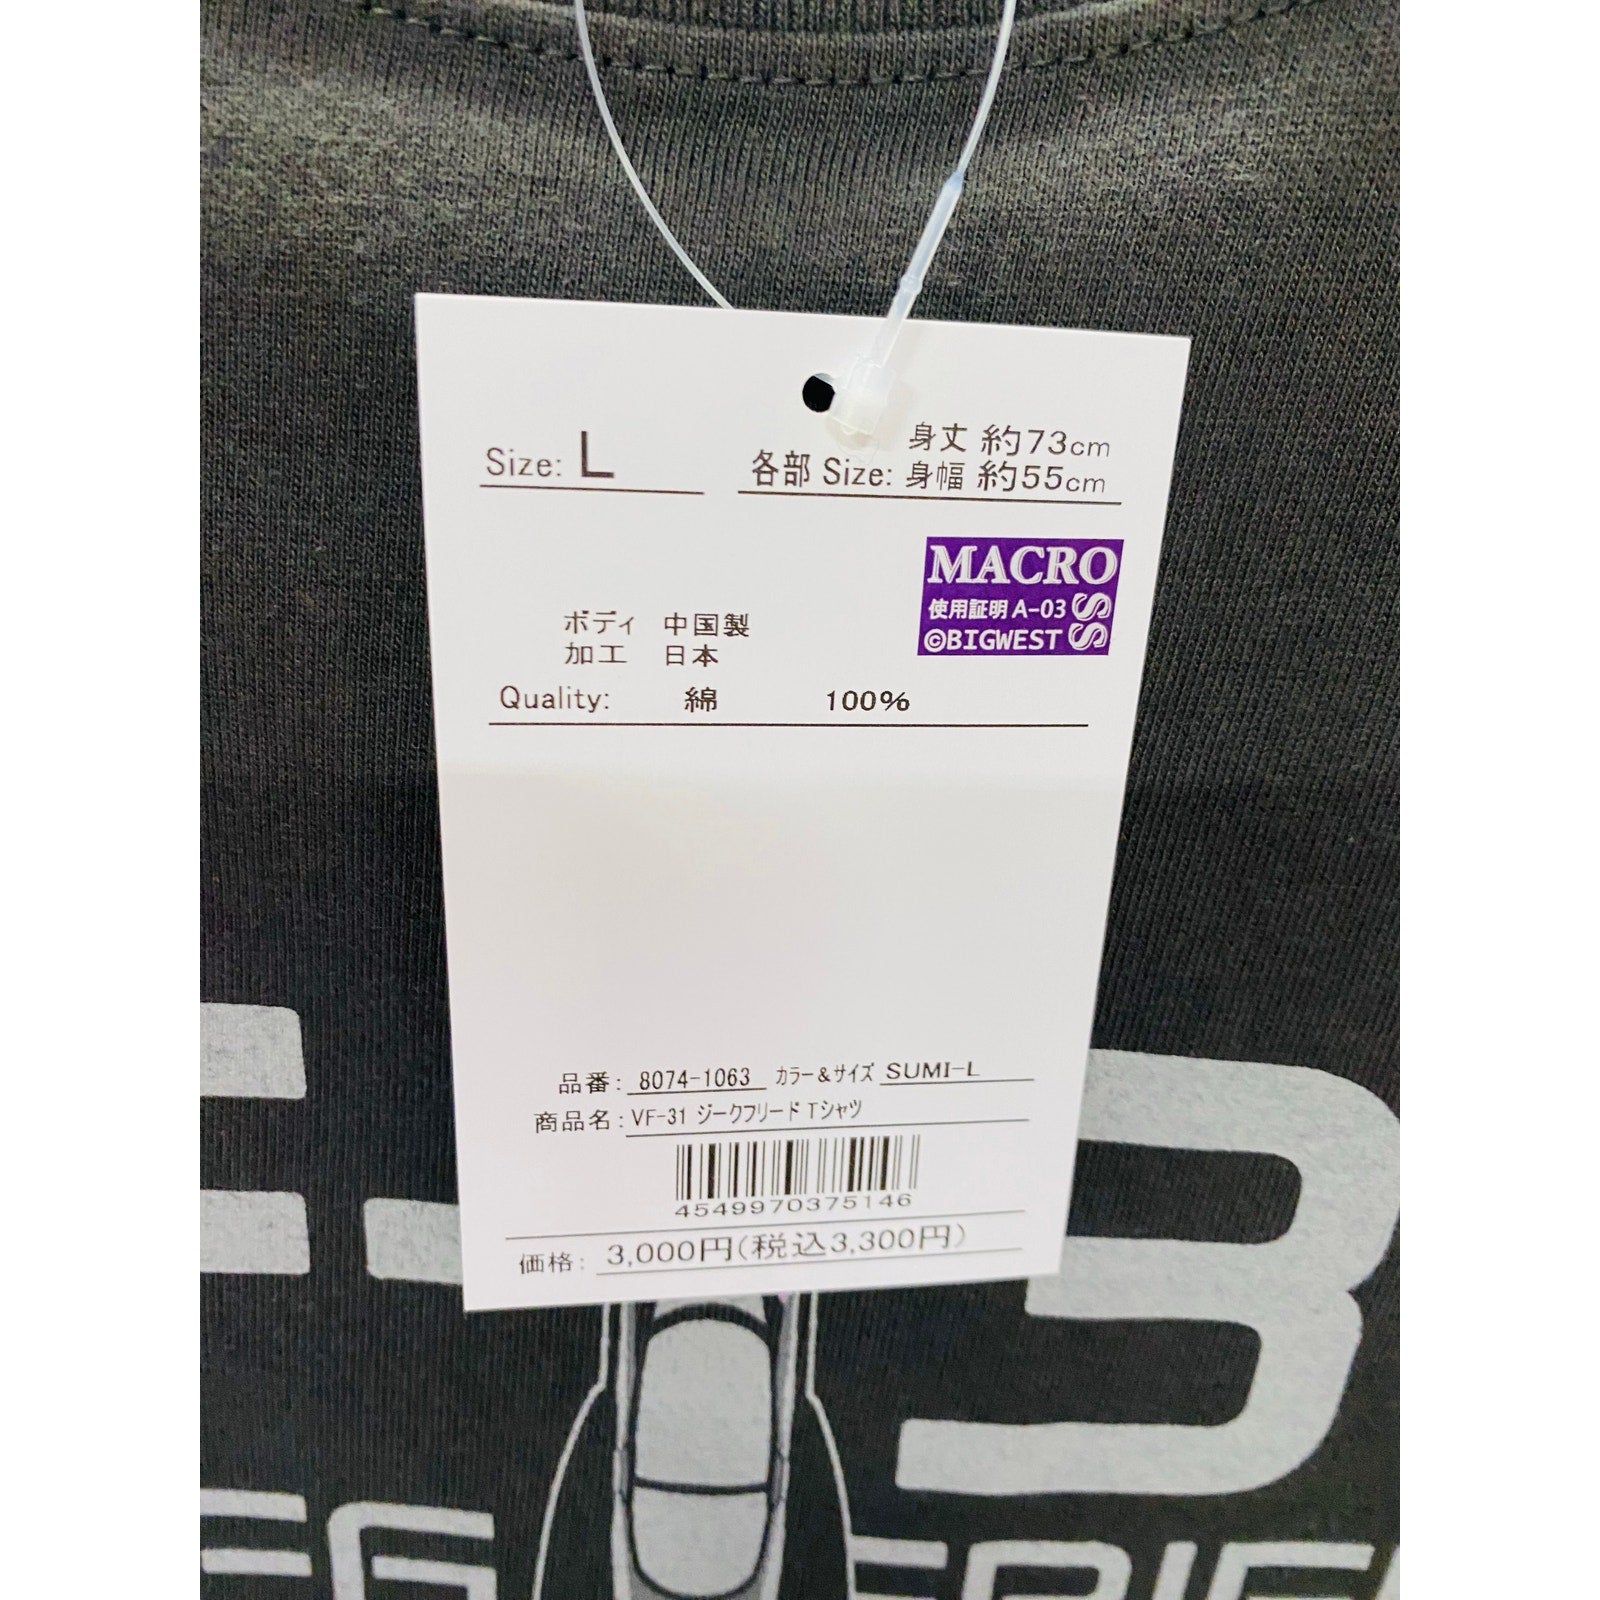 Size: L
各部 Size: 身丈 約73cm
身幅 約55cm
MACROSS
使用証明 A-03
©BIGWEST
ボディ 中国製
加工 日本
Quality: 綿 100%
品番: 8074-1063 カラー&サイズ SUMI-L
商品名: VF-31 ジークフリード Tシャツ
4549970375146
価格: 3,000円(税込3,300円)